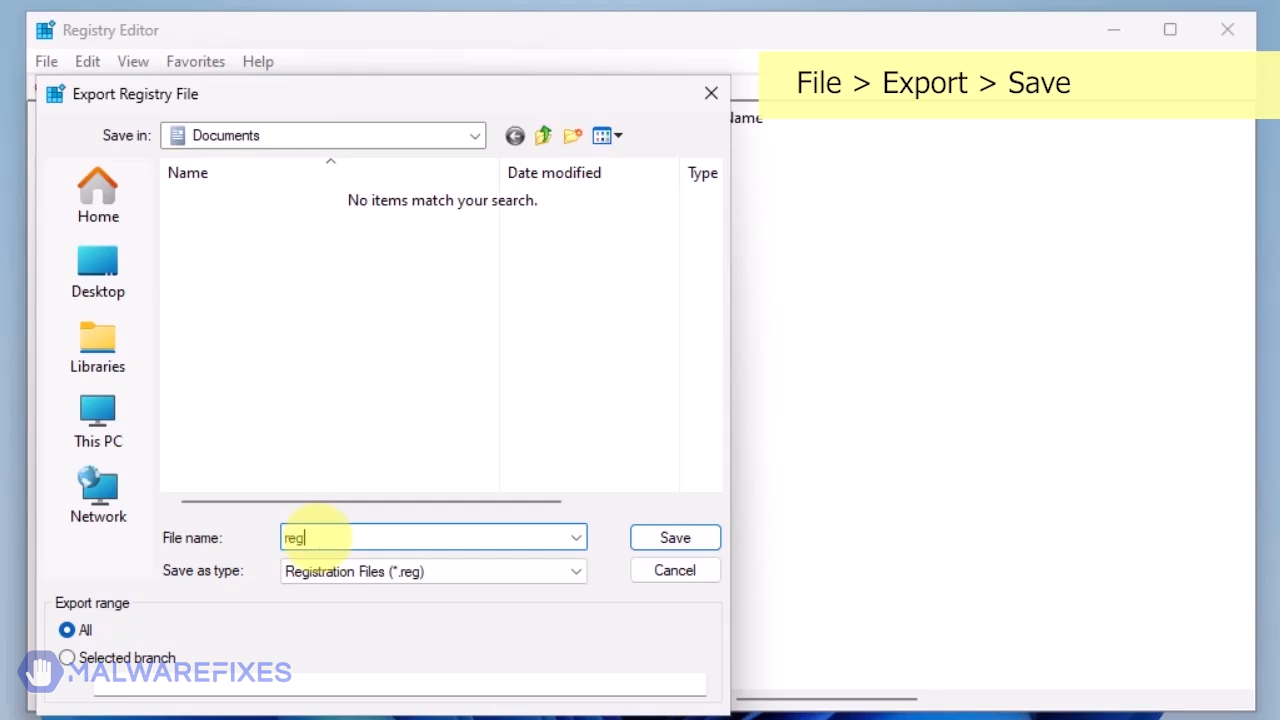 Registry Editor
File Edit View Favorites Help
File > Export > Save
Export Registry File
Name
Save in: Documents
Name Date modified Type
No items match your search.
Home
Desktop
Libraries
This PC
Network
File name: reg Save
Save as type: Registration Files (*.reg) Cancel
Export range
All
Selected branch
MALWAREFIXES